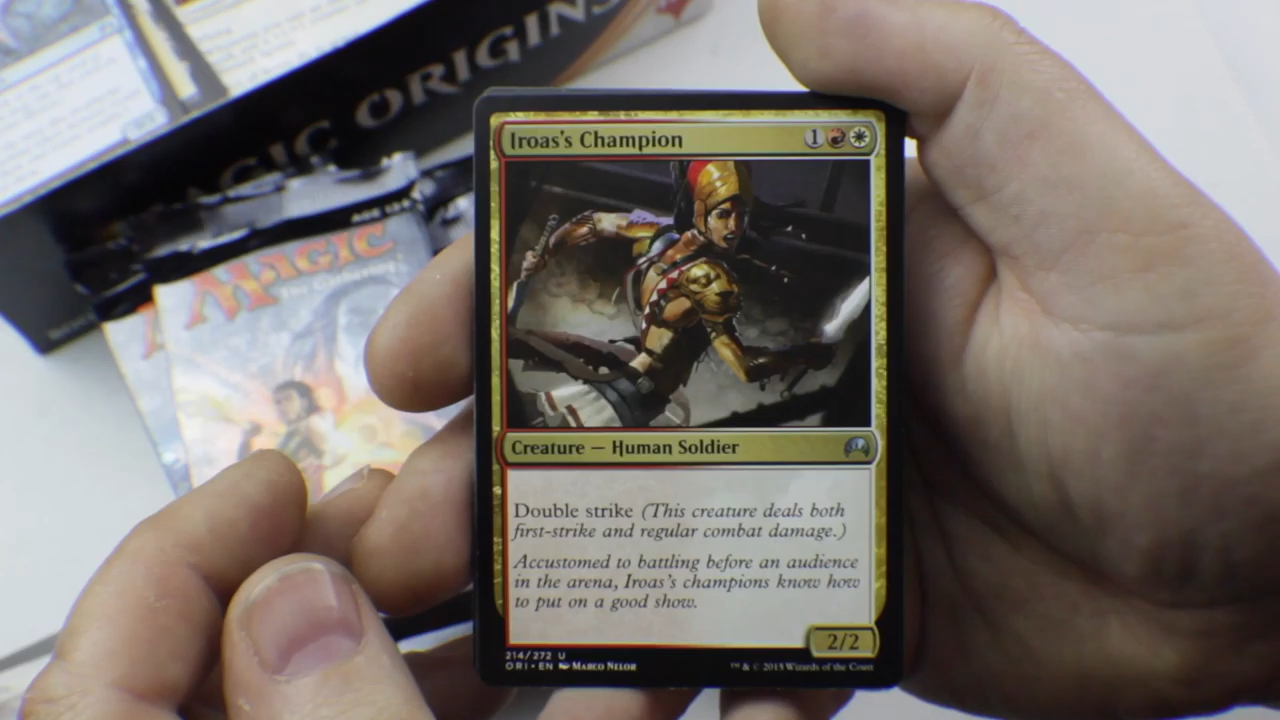 MAGIC ORIGINS
MAGIC
Iroas's Champion
1
Creature — Human Soldier
Double strike (This creature deals both
first-strike and regular combat damage.)
Accustomed to battling before an audience
in the arena, Iroas's champions know how
to put on a good show.
2/2
214/272 U
ORI • EN Marco Nelor
™ & © 2015 Wizards of the Coast